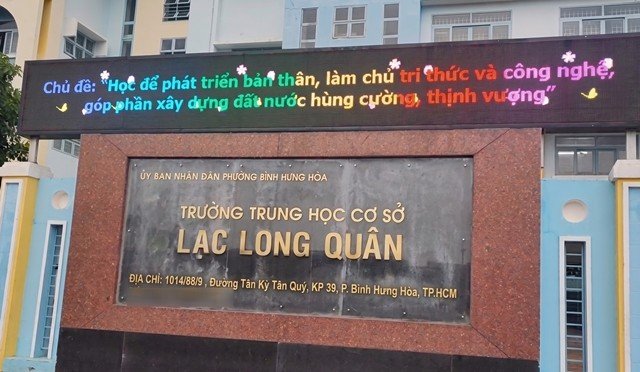 Chủ đề: "Học để phát triển bản thân, làm chủ tri thức và công nghệ,
góp phần xây dựng đất nước hùng cường, thịnh vượng"
ỦY BAN NHÂN DÂN PHƯỜNG BÌNH HƯNG HÒA
TRƯỜNG TRUNG HỌC CƠ SỞ
LẠC LONG QUÂN
ĐỊA CHỈ: 1014/88/9 , Đường Tân Kỳ Tân Quý, KP 39, P. Bình Hưng Hòa, TP.HCM